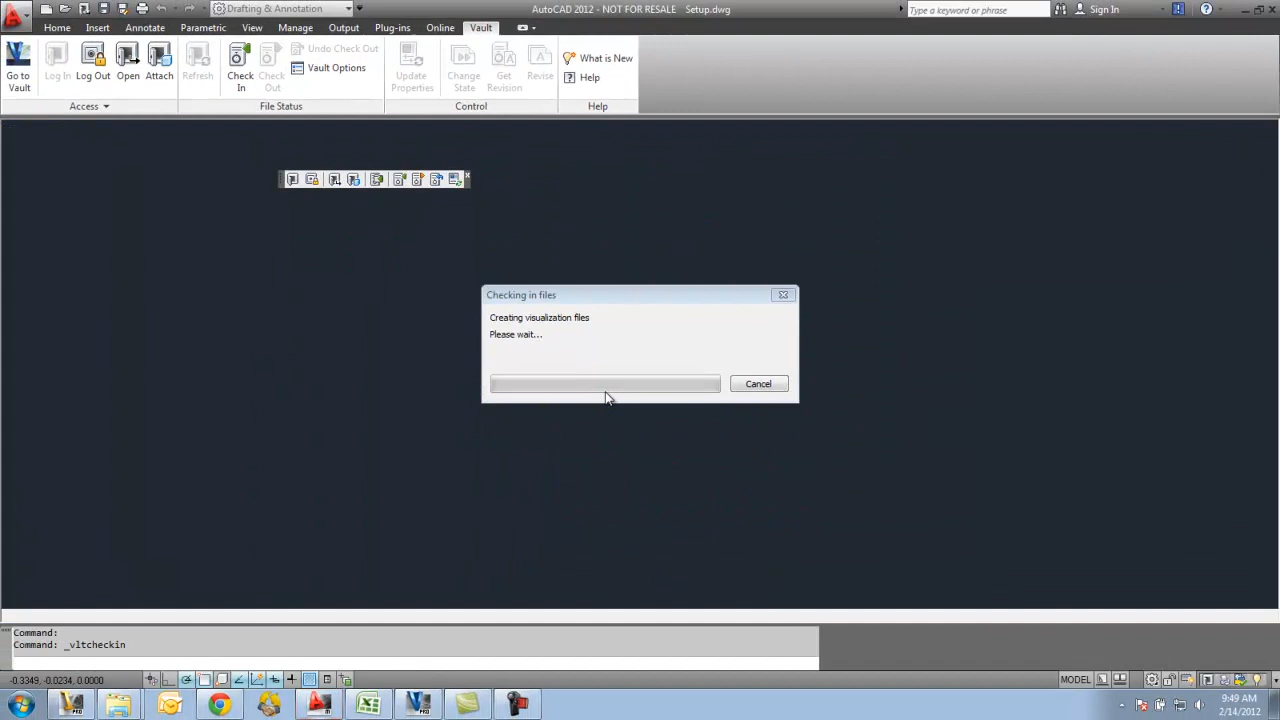 Drafting & Annotation
AutoCAD 2012 - NOT FOR RESALE Setup.dwg
Type a keyword or phrase
Sign In
Home Insert Annotate Parametric View Manage Output Plug-ins Online Vault
Go to Vault
Log In
Log Out
Open
Attach
Refresh
Check In
Check Out
Undo Check Out
Vault Options
Update Properties
Change State
Get Revision
Revise
What is New
Help
Access
File Status
Control
Help
Checking in files
Creating visualization files
Please wait...
Cancel
Command:
Command: _vltcheckin
-0.3349, -0.0234, 0.0000
MODEL
PRO
PRO
9:49 AM
2/14/2012